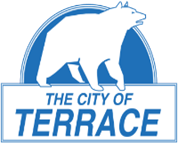 THE CITY OF
TERRACE